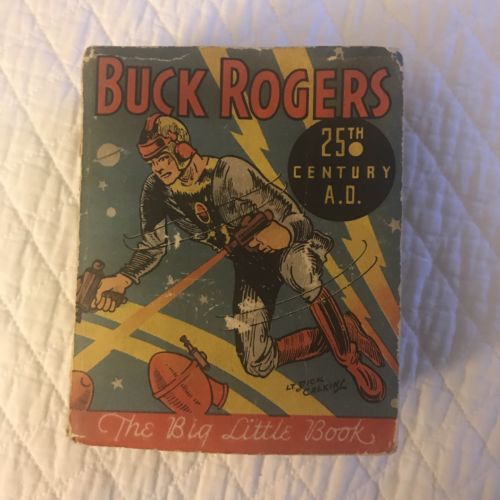 BUCK ROGERS
25TH
CENTURY
A.D.
LT. DICK
CALKINS
The Big Little Book